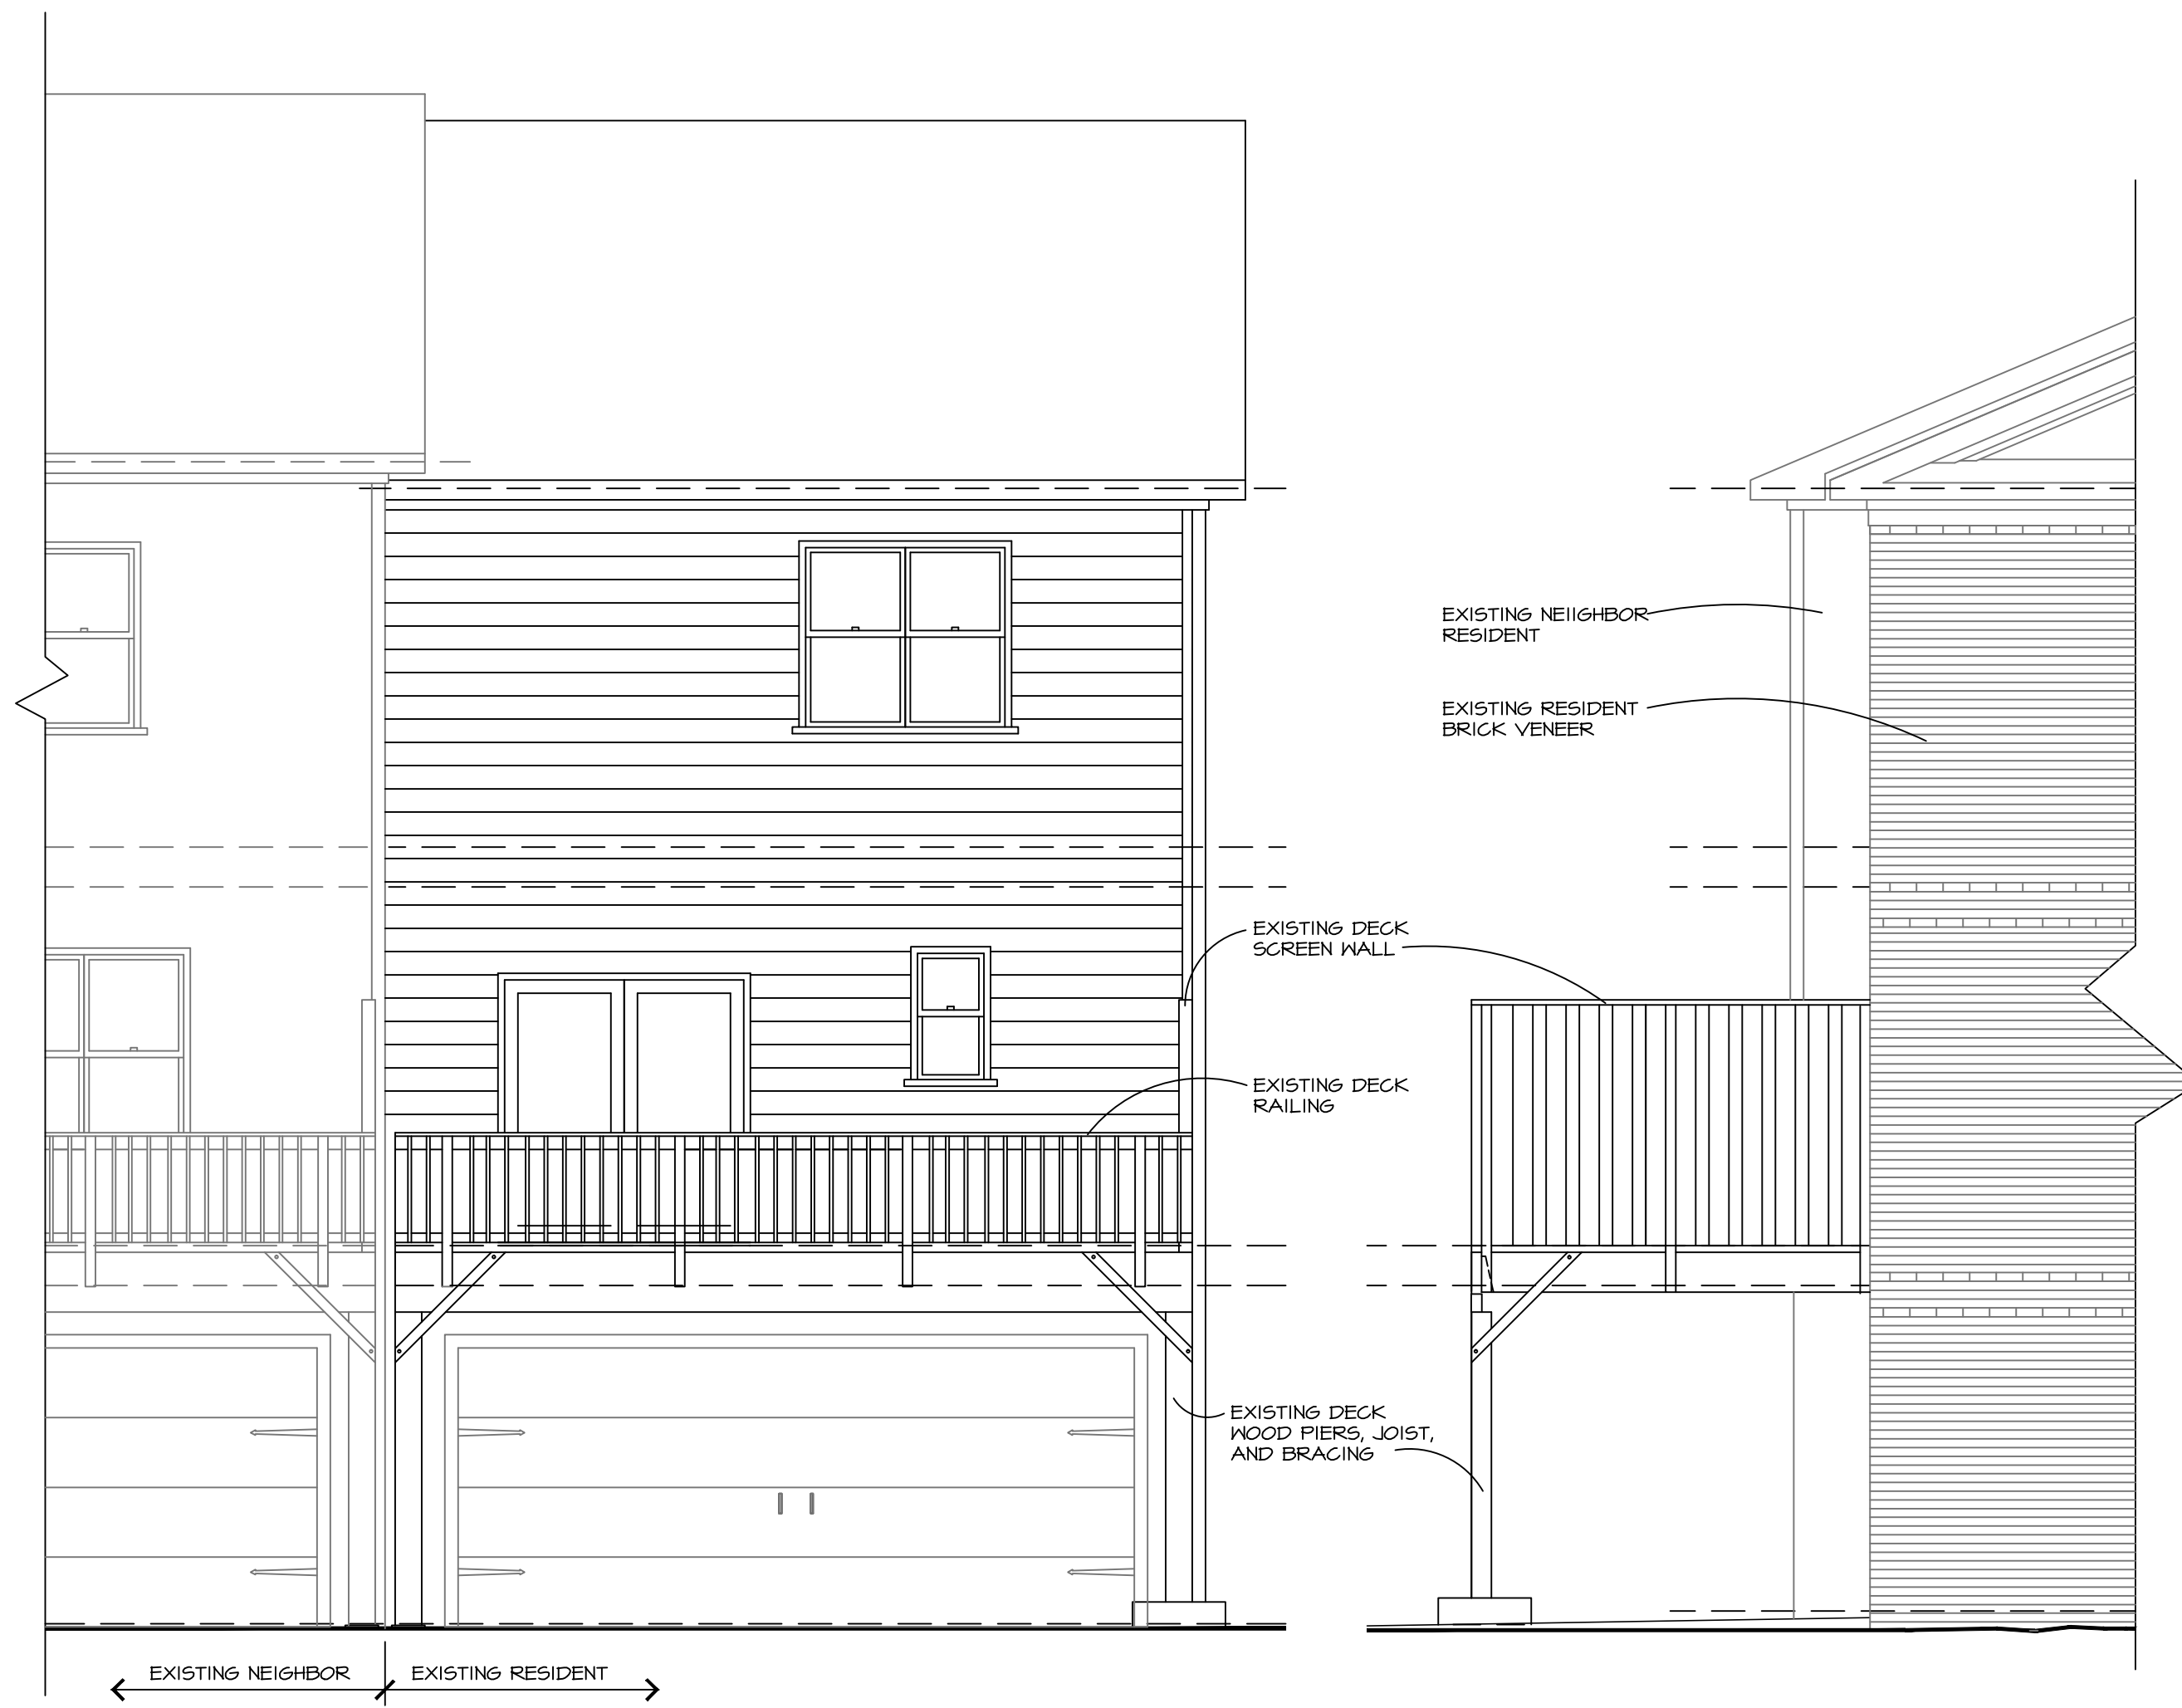 EXISTING NEIIGHBOR
RESIDENT
EXISTING RESIDENT
BRICK VENEER
EXISTING DECK
SCREEN WALL
EXISTING DECK
RAILING
EXISTING DECK
WOOD PIERS, JOIST,
AND BRACING
EXISTING NEIGHBOR
EXISTING RESIDENT